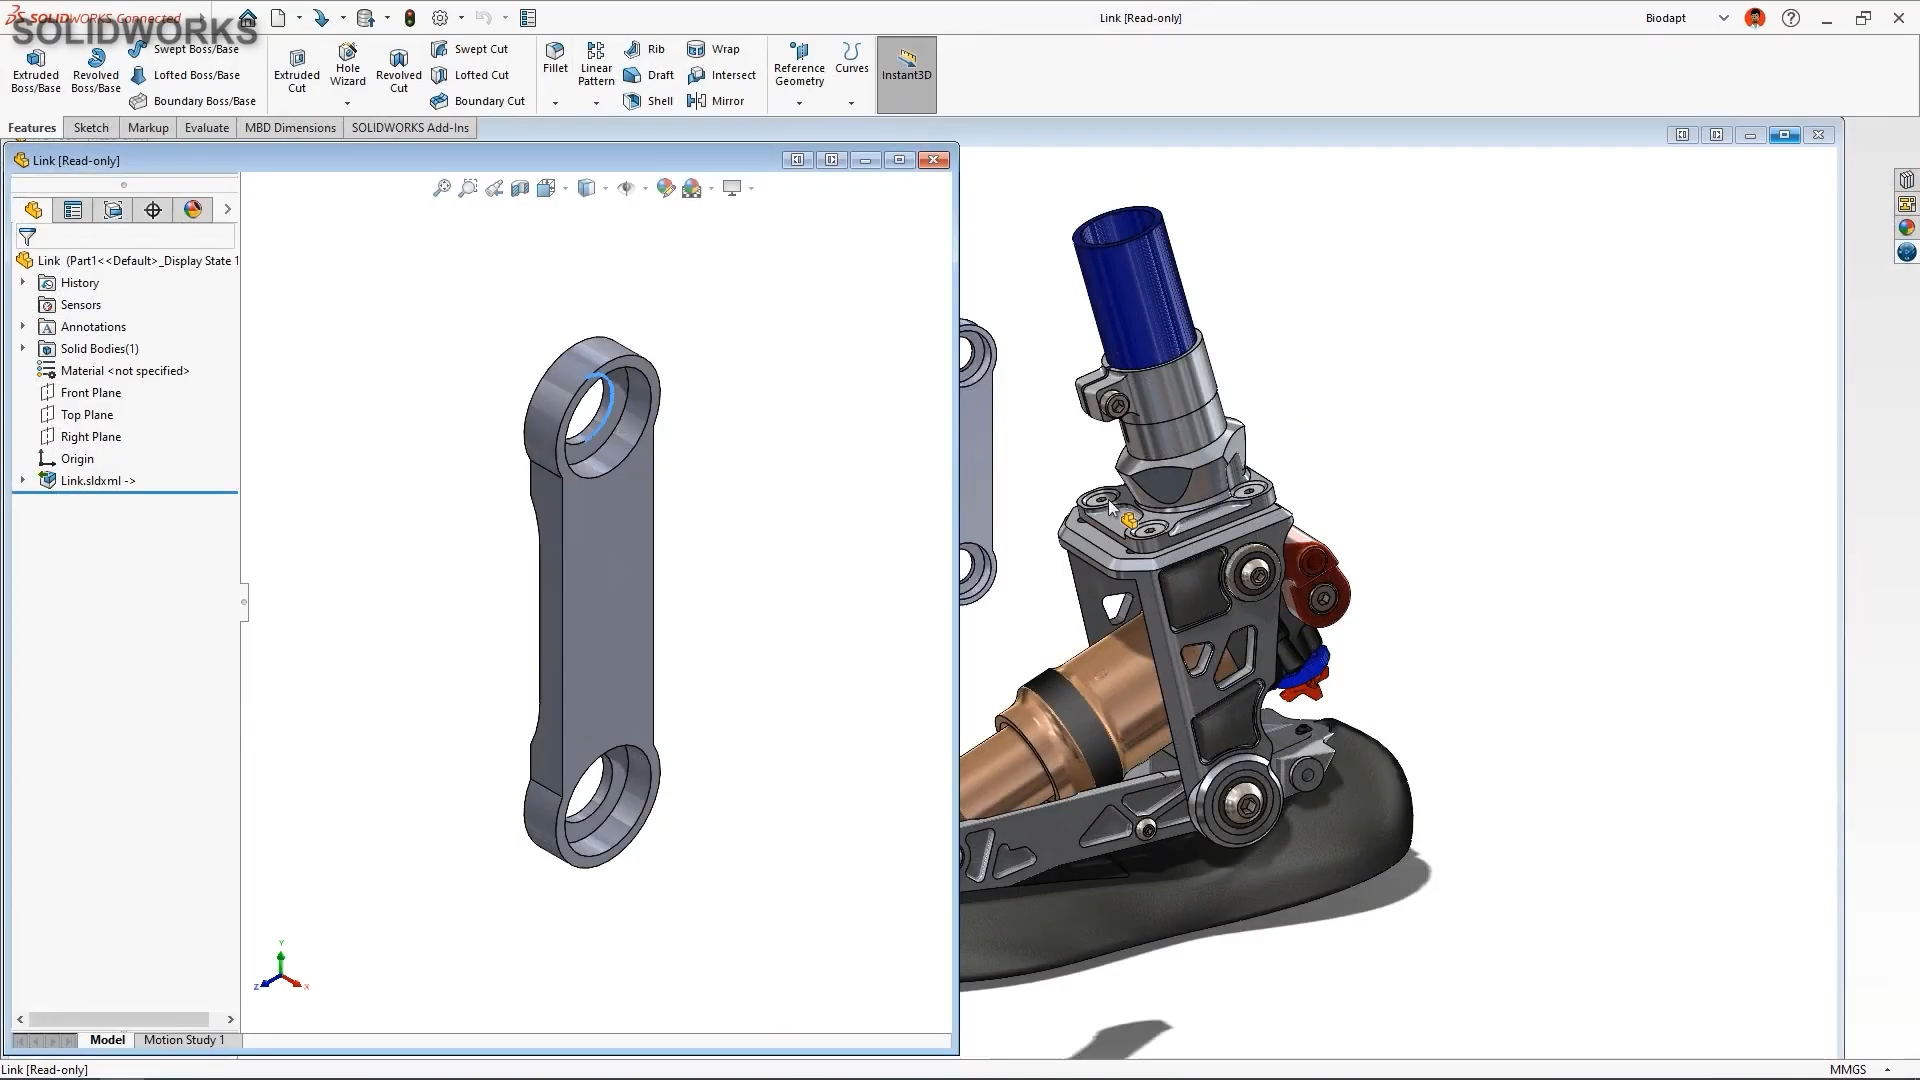 SOLIDWORKS Connected
SOLIDWORKS
Link [Read-only]
Biodapt
Extruded Boss/Base
Revolved Boss/Base
Swept Boss/Base
Lofted Boss/Base
Boundary Boss/Base
Extruded Cut
Hole Wizard
Revolved Cut
Swept Cut
Lofted Cut
Boundary Cut
Fillet
Linear Pattern
Rib
Draft
Shell
Wrap
Intersect
Mirror
Reference Geometry
Curves
Instant3D
Features
Sketch
Markup
Evaluate
MBD Dimensions
SOLIDWORKS Add-Ins
Link [Read-only]
Link (Part1<<Default>_Display State 1
History
Sensors
Annotations
Solid Bodies(1)
Material <not specified>
Front Plane
Top Plane
Right Plane
Origin
Link.sldxml ->
Y
Z
X
Model
Motion Study 1
Link [Read-only]
MMGS